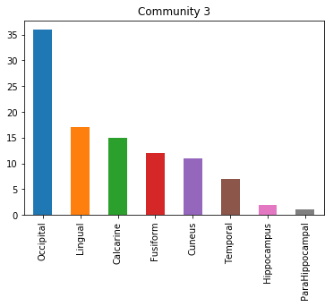 Community 3
35
30
25
20
15
10
5
0
Occipital
Lingual
Calcarine
Fusiform
Cuneus
Temporal
Hippocampus
ParaHippocampal